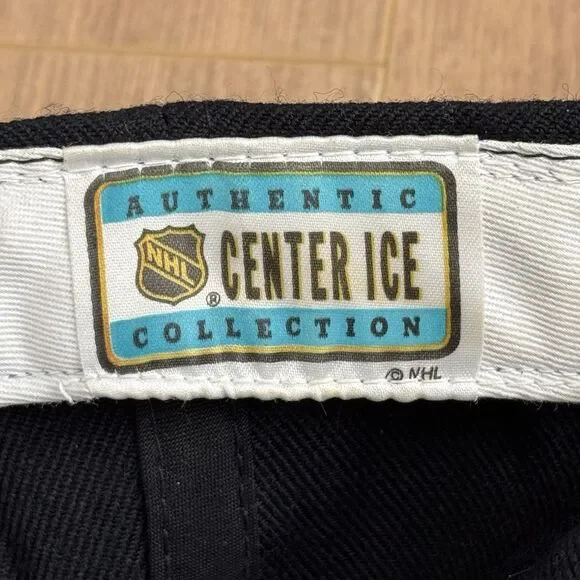 AUTHENTIC
NHL
® CENTER ICE
COLLECTION
© NHL